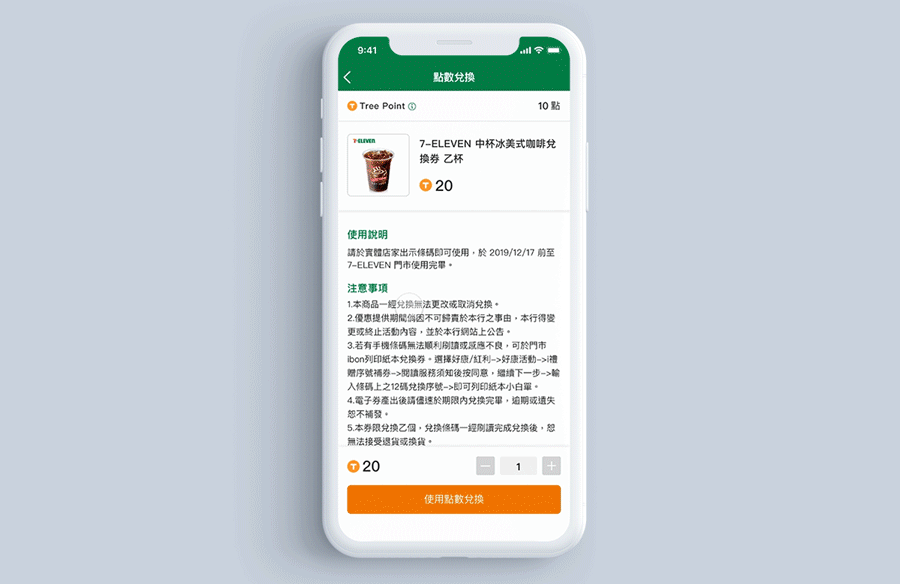 9:41
點數兌換
Tree Point
10 點
7-ELEVEN
7-ELEVEN 中杯冰美式咖啡兌
換券 乙杯
20
使用說明
請於實體店家出示條碼即可使用，於 2019/12/17 前至
7-ELEVEN 門市使用完畢。
注意事項
1.本商品一經兌換無法更改或取消兌換。
2.優惠提供期間倘因不可歸責於本行之事由，本行得變
更或終止活動內容，並於本行網站上公告。
3.若有手機條碼無法順利刷讀或感應不良，可於門市
ibon列印紙本兌換券。選擇好康/紅利->好康活動->i禮
贈序號補券->閱讀服務須知後按同意，繼續下一步->輸
入條碼上之12碼兌換序號->即可列印紙本小白單。
4.電子券產出後請儘速於期限內兌換完畢，逾期或遺失
恕不補發。
5.本券限兌換乙個，兌換條碼一經刷讀完成兌換後，恕
無法接受退貨或換貨。
20
1
使用點數兌換